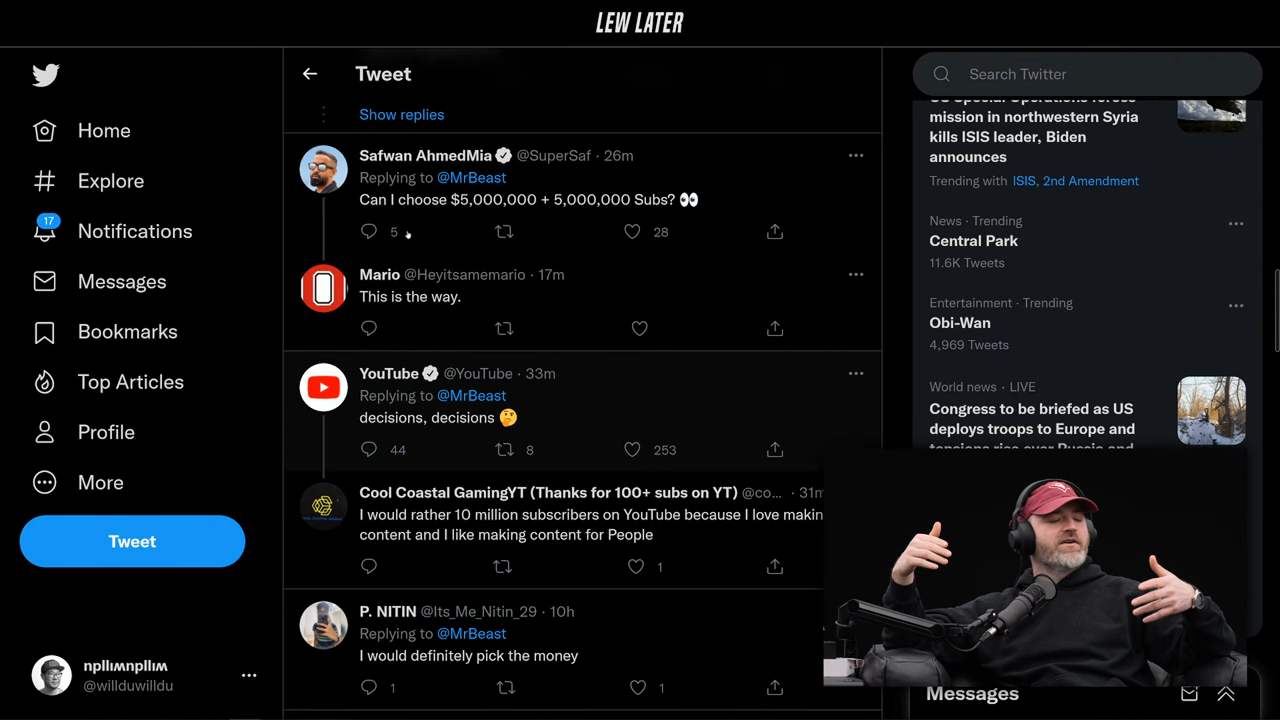 LEW LATER
Home
Explore
17
Notifications
Messages
Bookmarks
Top Articles
Profile
More
Tweet
npllımnpllım
@willduwilldu
Tweet
Show replies
Safwan AhmedMia @SuperSaf · 26m
Replying to @MrBeast
Can I choose $5,000,000 + 5,000,000 Subs? 👀
5 28
Mario @Heyitsamemario · 17m
This is the way.
YouTube @YouTube · 33m
Replying to @MrBeast
decisions, decisions 🤔
44 8 253
Cool Coastal GamingYT (Thanks for 100+ subs on YT) @co... · 31m
I would rather 10 million subscribers on YouTube because I love makin
content and I like making content for People
1
P. NITIN @Its_Me_Nitin_29 · 10h
Replying to @MrBeast
I would definitely pick the money
1 1
Search Twitter
US Special Operations forces
mission in northwestern Syria
kills ISIS leader, Biden
announces
Trending with ISIS, 2nd Amendment
News · Trending
Central Park
11.6K Tweets
Entertainment · Trending
Obi-Wan
4,969 Tweets
World news · LIVE
Congress to be briefed as US
deploys troops to Europe and
tensions rise over Russia and
Messages